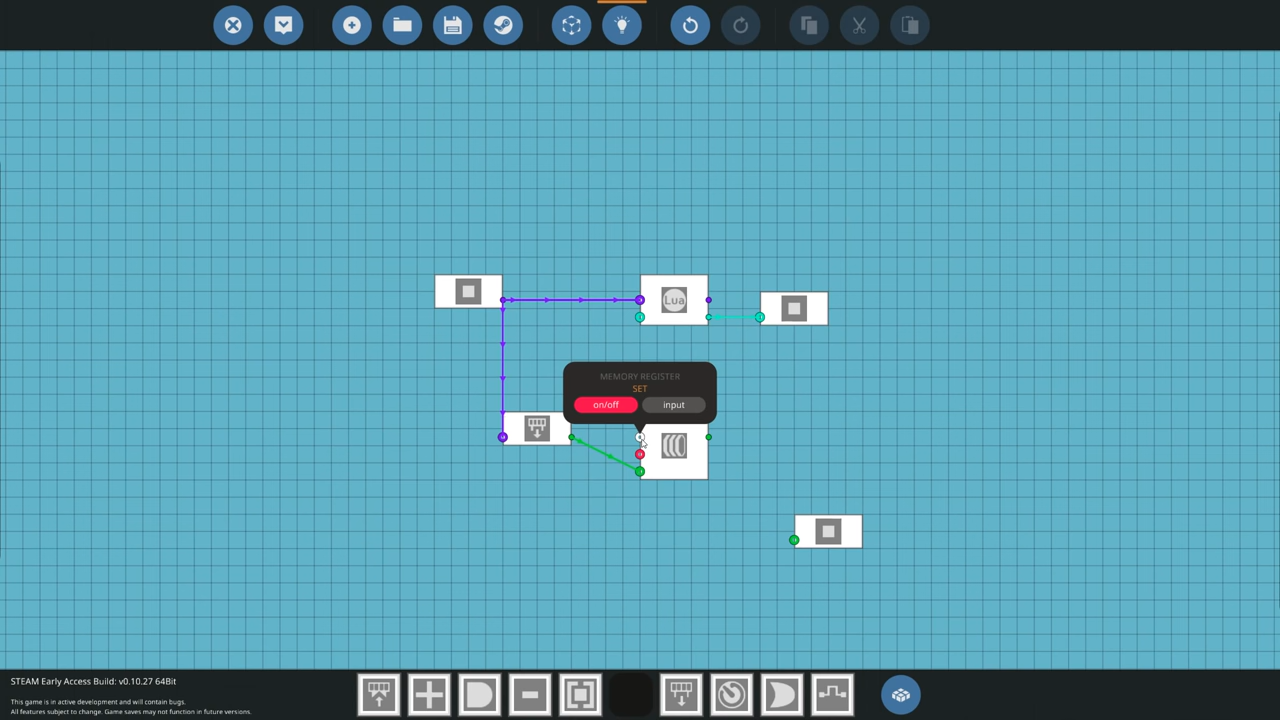 Lua
MEMORY REGISTER
SET
on/off
input
STEAM Early Access Build: v0.10.27 64Bit
This game is in active development and will contain bugs.
All features subject to change. Game saves may not function in future versions.